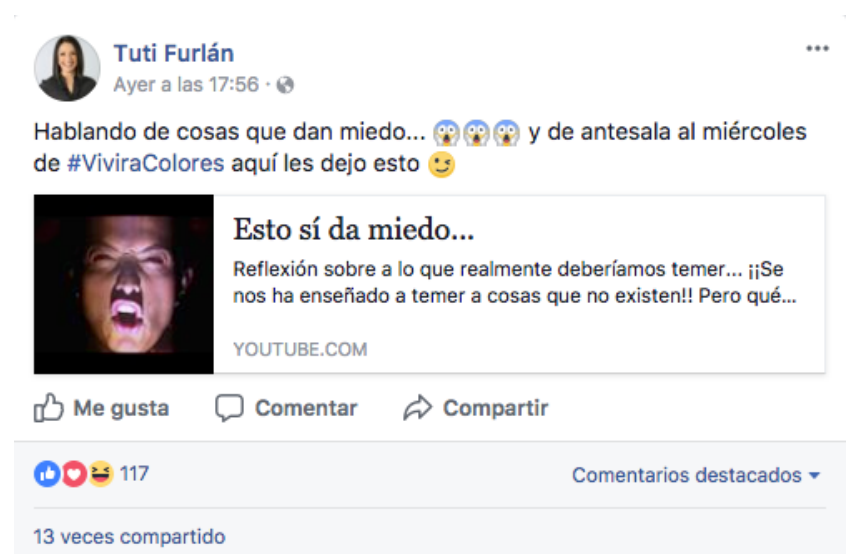 Tuti Furlán
Ayer a las 17:56 ·
Hablando de cosas que dan miedo... 😱😱😱 y de antesala al miércoles
de #ViviraColores aquí les dejo esto 😉
Esto sí da miedo...
Reflexión sobre a lo que realmente deberíamos temer... ¡¡Se
nos ha enseñado a temer a cosas que no existen!! Pero qué...
YOUTUBE.COM
Me gusta Comentar Compartir
117 Comentarios destacados
13 veces compartido